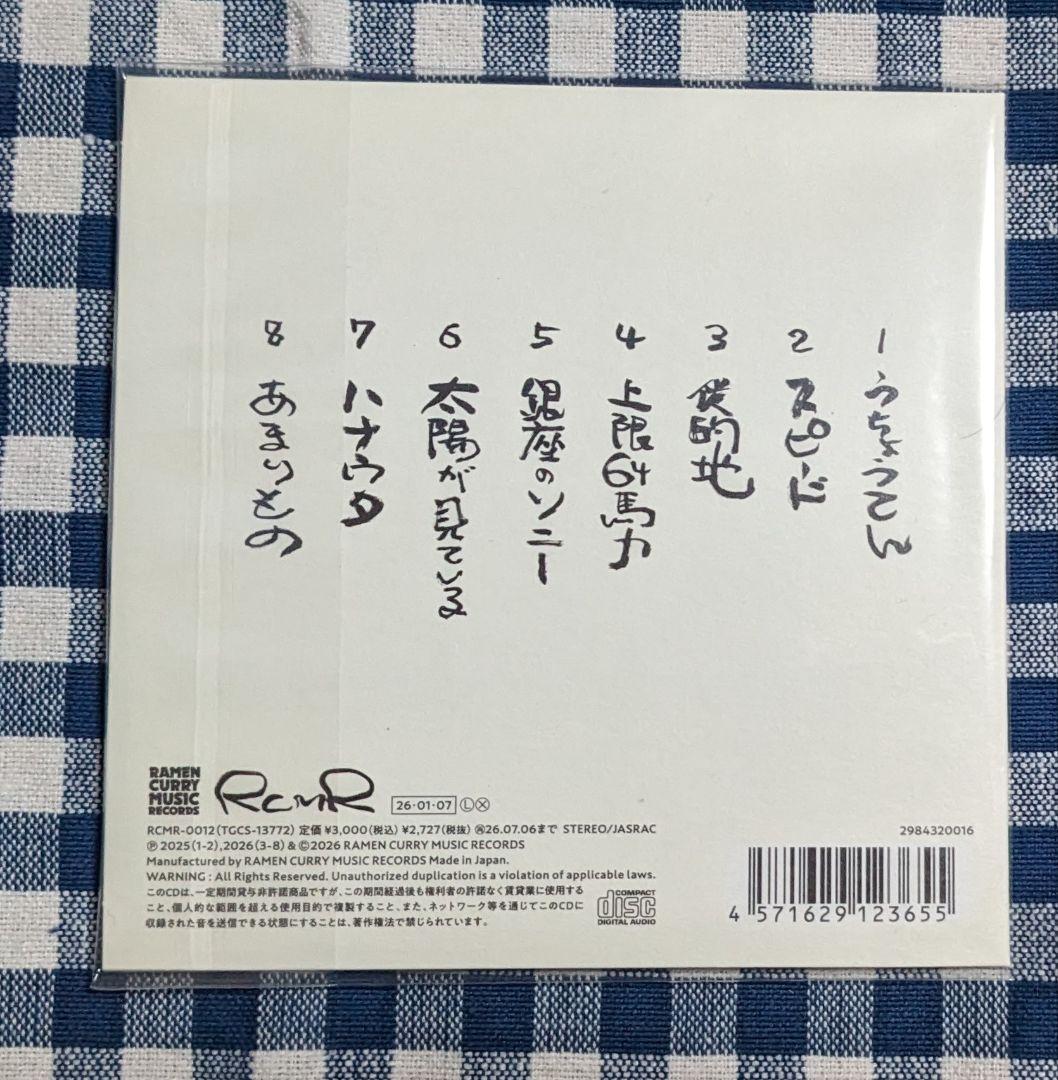 1 うちょうてん
2 スピード
3 僕的地
4 上限64馬力
5 銀座のソニー
6 太陽が見ている
7 ハナウタ
8 あまいもの
RAMEN
CURRY
MUSIC
RECORDS
RCMR
26・01・07 Ⓛ Ⓧ
RCMR-0012(TGCS-13772) 定価 ¥3,000(税込) ¥2,727(税抜) ㊢26.07.06まで STEREO/JASRAC
Ⓟ 2025(1-2),2026(3-8) & ©2026 RAMEN CURRY MUSIC RECORDS
Manufactured by RAMEN CURRY MUSIC RECORDS Made in Japan.
WARNING : All Rights Reserved. Unauthorized duplication is a violation of applicable laws.
このCDは、一定期間貸与非許諾商品ですが、この期間経過後も権利者の許諾なく賃貸業に使用する
こと、個人的な範囲を超える使用目的で複製すること、また、ネットワーク等を通じてこのCDに
収録された音を送信できる状態にすることは、著作権法で禁じられています。
COMPACT
disc
DIGITAL AUDIO
2984320016
4 571629 123655